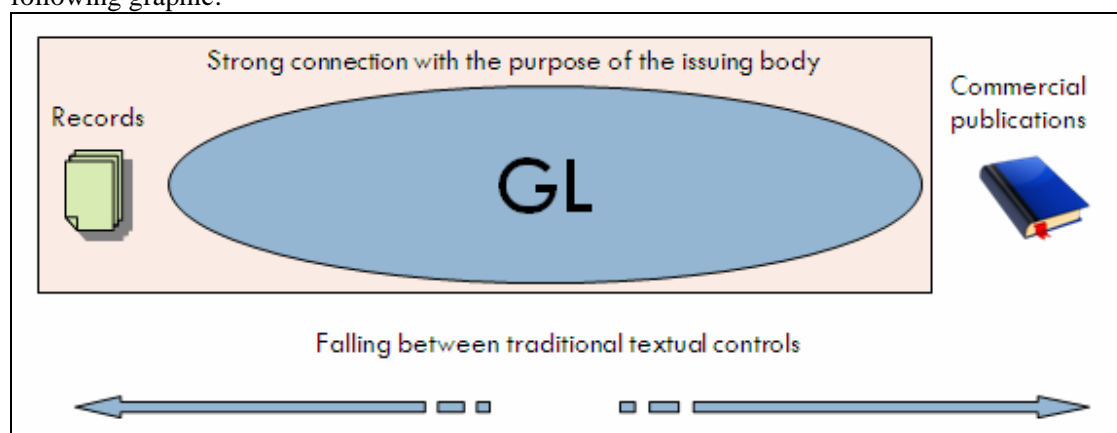 following graphic:
Strong connection with the purpose of the issuing body
Records
Commercial
publications
GL
Falling between traditional textual controls